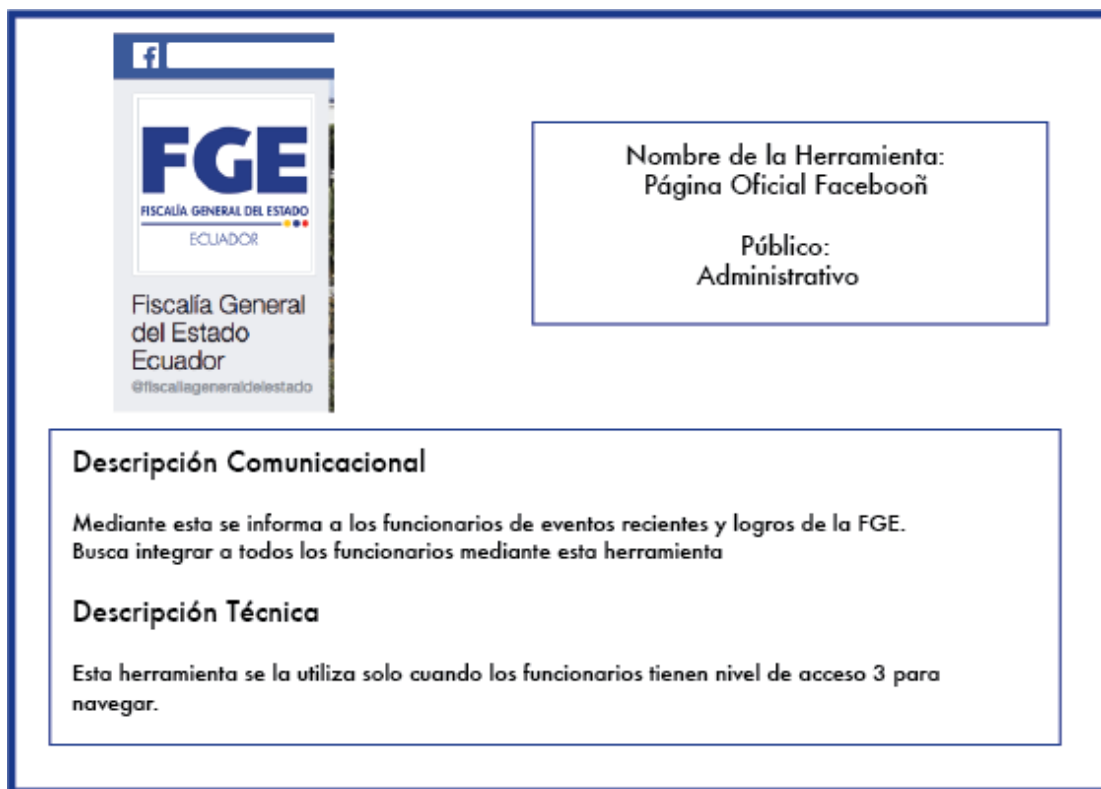 FGE
FISCALÍA GENERAL DEL ESTADO
ECUADOR
Fiscalía General
del Estado
Ecuador
@fiscaliageneraldelestado
Nombre de la Herramienta:
Página Oficial Facebooñ
Público:
Administrativo
Descripción Comunicacional
Mediante esta se informa a los funcionarios de eventos recientes y logros de la FGE.
Busca integrar a todos los funcionarios mediante esta herramienta
Descripción Técnica
Esta herramienta se la utiliza solo cuando los funcionarios tienen nivel de acceso 3 para
navegar.